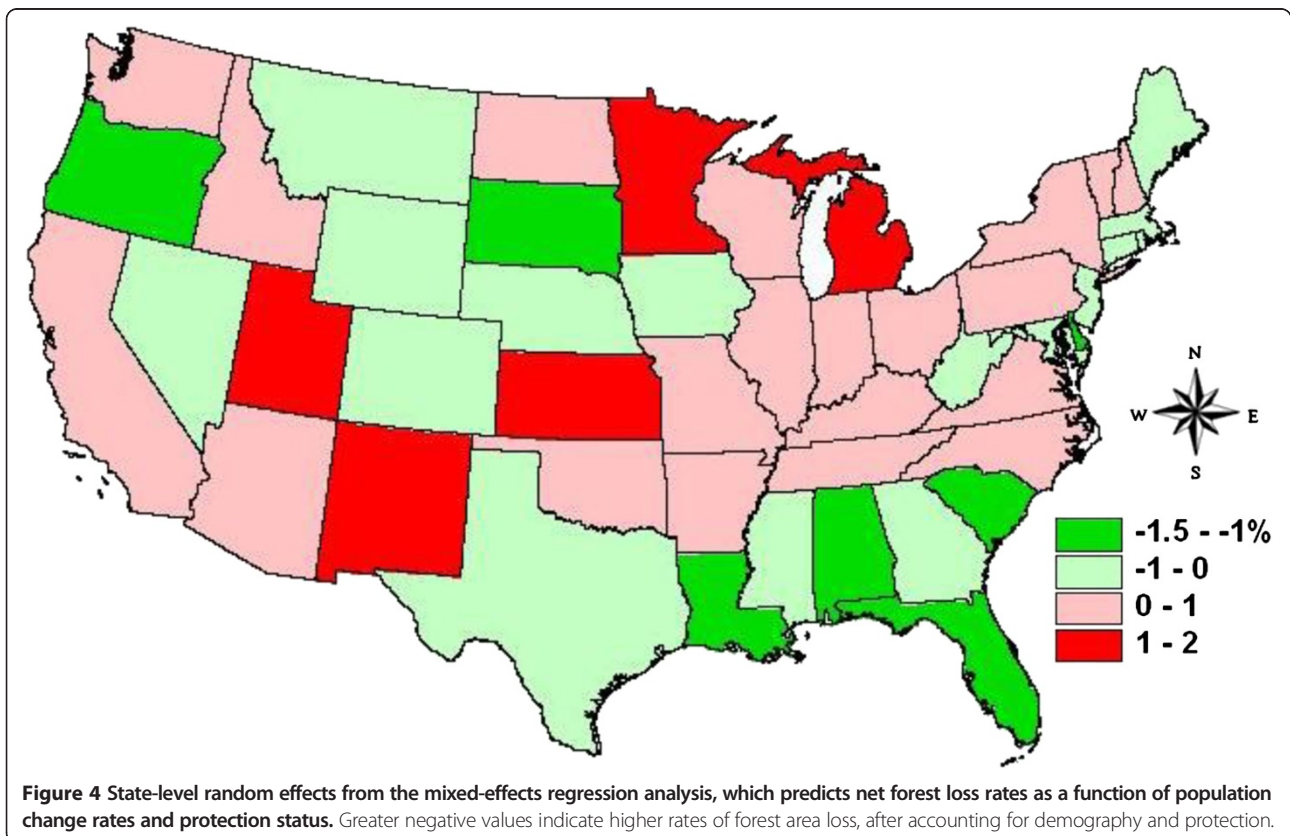 N
W E
S
-1.5 - -1%
-1 - 0
0 - 1
1 - 2
Figure 4 State-level random effects from the mixed-effects regression analysis, which predicts net forest loss rates as a function of population
change rates and protection status. Greater negative values indicate higher rates of forest area loss, after accounting for demography and protection.